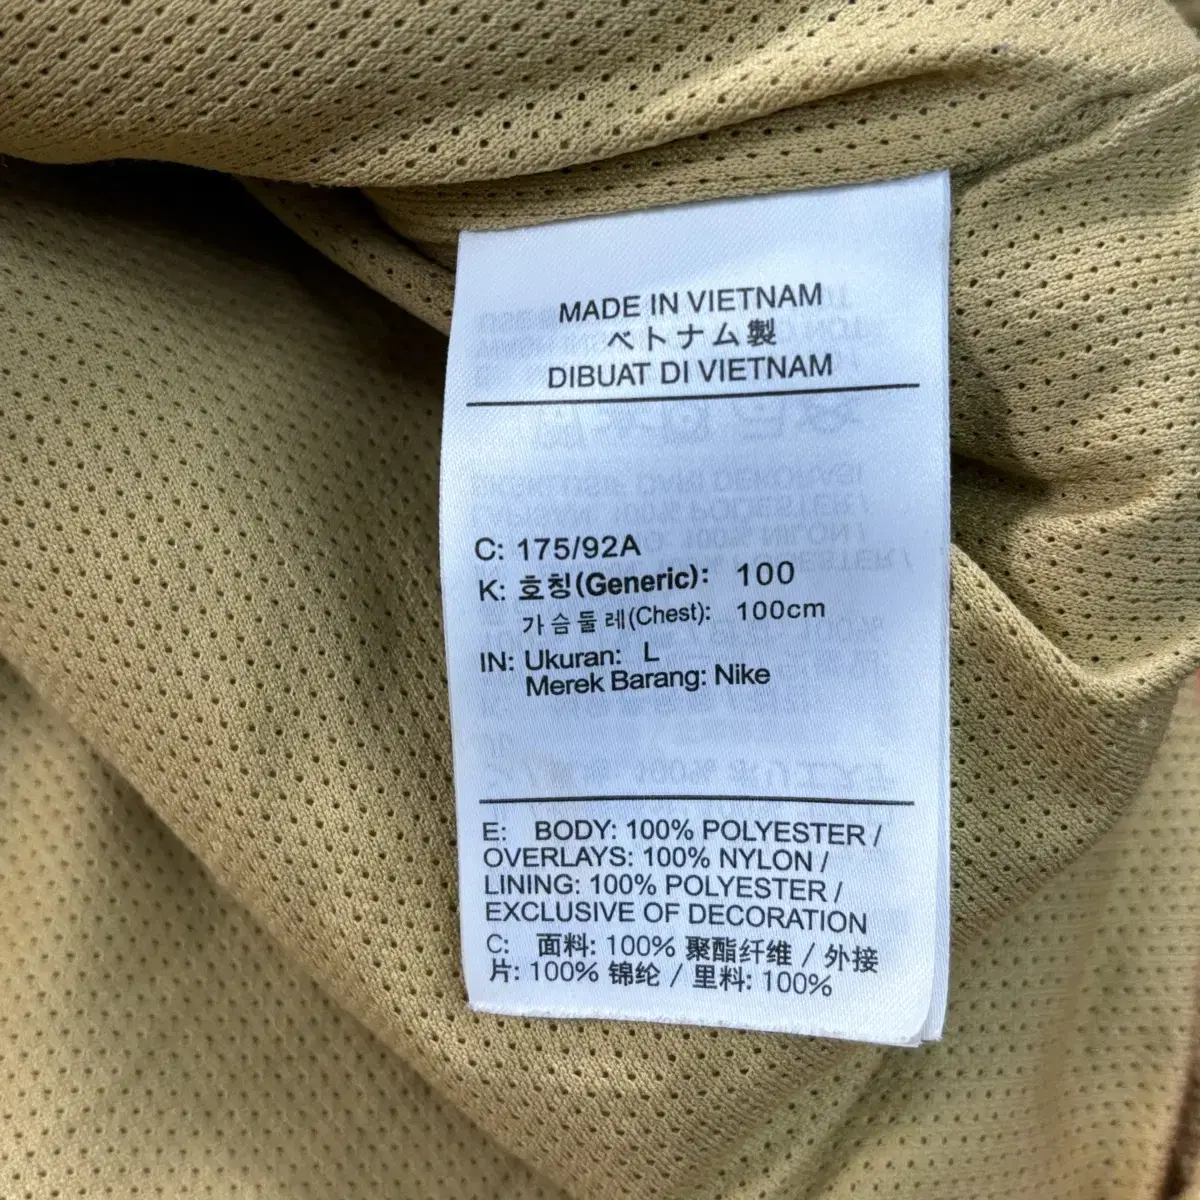 MADE IN VIETNAM
ベトナム製
DIBUAT DI VIETNAM
C: 175/92A
K: 호칭(Generic): 100
가슴둘레(Chest): 100cm
IN: Ukuran: L
Merek Barang: Nike
E: BODY: 100% POLYESTER /
OVERLAYS: 100% NYLON /
LINING: 100% POLYESTER /
EXCLUSIVE OF DECORATION
C: 面料: 100% 聚酯纤维 / 外接
片: 100% 锦纶 / 里料: 100%